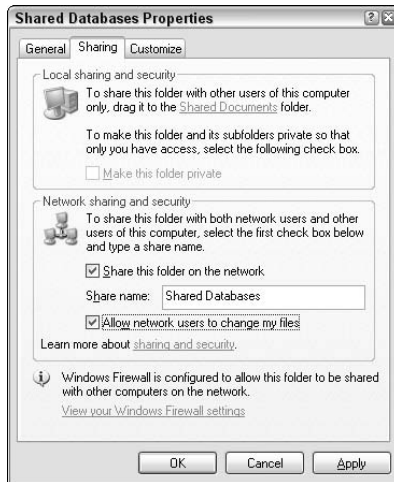 Shared Databases Properties
General Sharing Customize
Local sharing and security
To share this folder with other users of this computer
only, drag it to the Shared Documents folder.
To make this folder and its subfolders private so that
only you have access, select the following check box.
Make this folder private
Network sharing and security
To share this folder with both network users and other
users of this computer, select the first check box below
and type a share name.
Share this folder on the network
Share name: Shared Databases
Allow network users to change my files
Learn more about sharing and security.
Windows Firewall is configured to allow this folder to be shared
with other computers on the network.
View your Windows Firewall settings
OK Cancel Apply